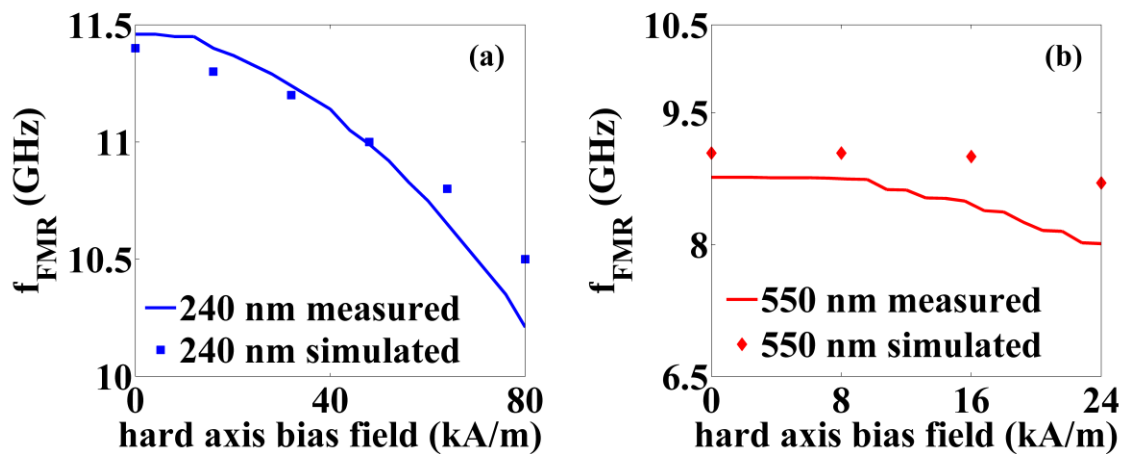 (a)
11.5
11
10.5
10
f_FMR (GHz)
240 nm measured
240 nm simulated
0 40 80
hard axis bias field (kA/m)
(b)
10.5
9.5
8
6.5
f_FMR (GHz)
550 nm measured
550 nm simulated
0 8 16 24
hard axis bias field (kA/m)